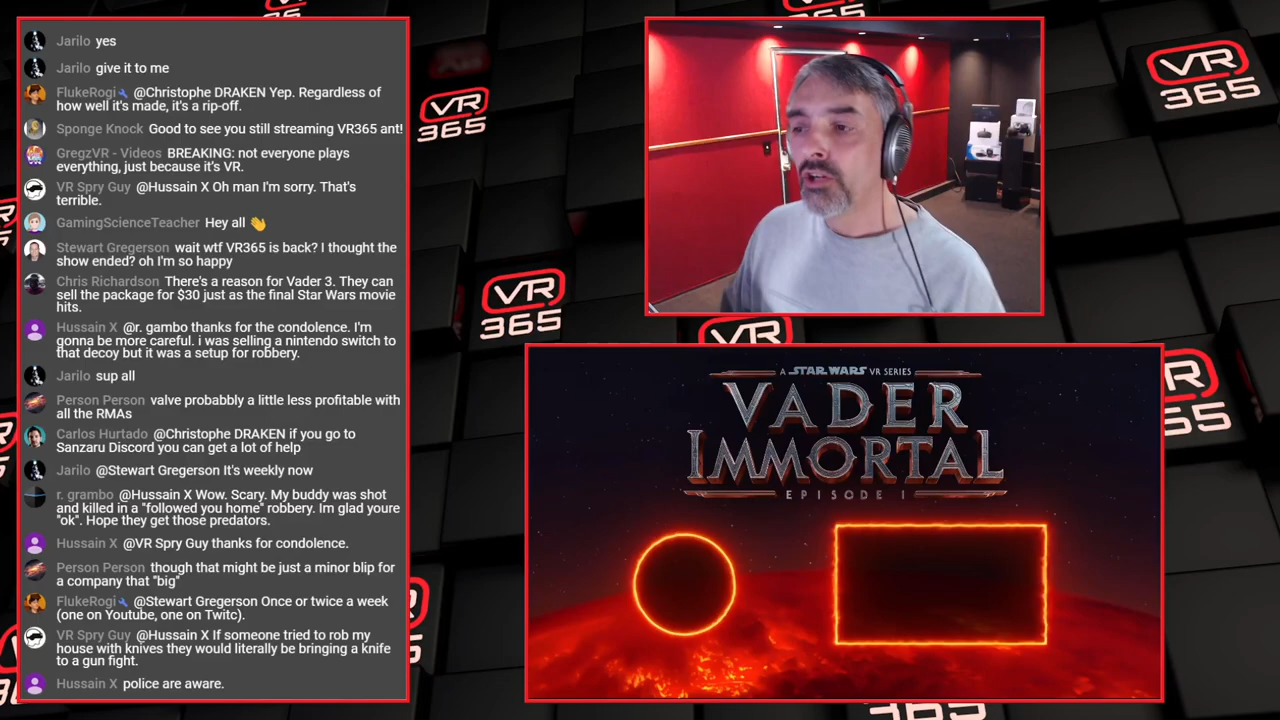 Jarilo yes
Jarilo give it to me
FlukeRogi @Christophe DRAKEN Yep. Regardless of
how well it's made, it's a rip-off.
Sponge Knock Good to see you still streaming VR365 ant!
GregzVR - Videos BREAKING: not everyone plays
everything, just because it's VR.
VR Spry Guy @Hussain X Oh man I'm sorry. That's
terrible.
GamingScienceTeacher Hey all 👋
Stewart Gregerson wait wtf VR365 is back? I thought the
show ended? oh I'm so happy
Chris Richardson There's a reason for Vader 3. They can
sell the package for $30 just as the final Star Wars movie
hits.
Hussain X @r. gambo thanks for the condolence. I'm
gonna be more careful. i was selling a nintendo switch to
that decoy but it was a setup for robbery.
Jarilo sup all
Person Person valve probabbly a little less profitable with
all the RMAs
Carlos Hurtado @Christophe DRAKEN if you go to
Sanzaru Discord you can get a lot of help
Jarilo @Stewart Gregerson It's weekly now
r. grambo @Hussain X Wow. Scary. My buddy was shot
and killed in a "followed you home" robbery. Im glad youre
"ok". Hope they get those predators.
Hussain X @VR Spry Guy thanks for condolence.
Person Person though that might be just a minor blip for
a company that "big"
FlukeRogi @Stewart Gregerson Once or twice a week
(one on Youtube, one on Twitc).
VR Spry Guy @Hussain X If someone tried to rob my
house with knives they would literally be bringing a knife
to a gun fight.
Hussain X police are aware.
VR
365
VR
365
VR
365
VR
A STAR WARS VR SERIES
VADER
IMMORTAL
EPISODE I